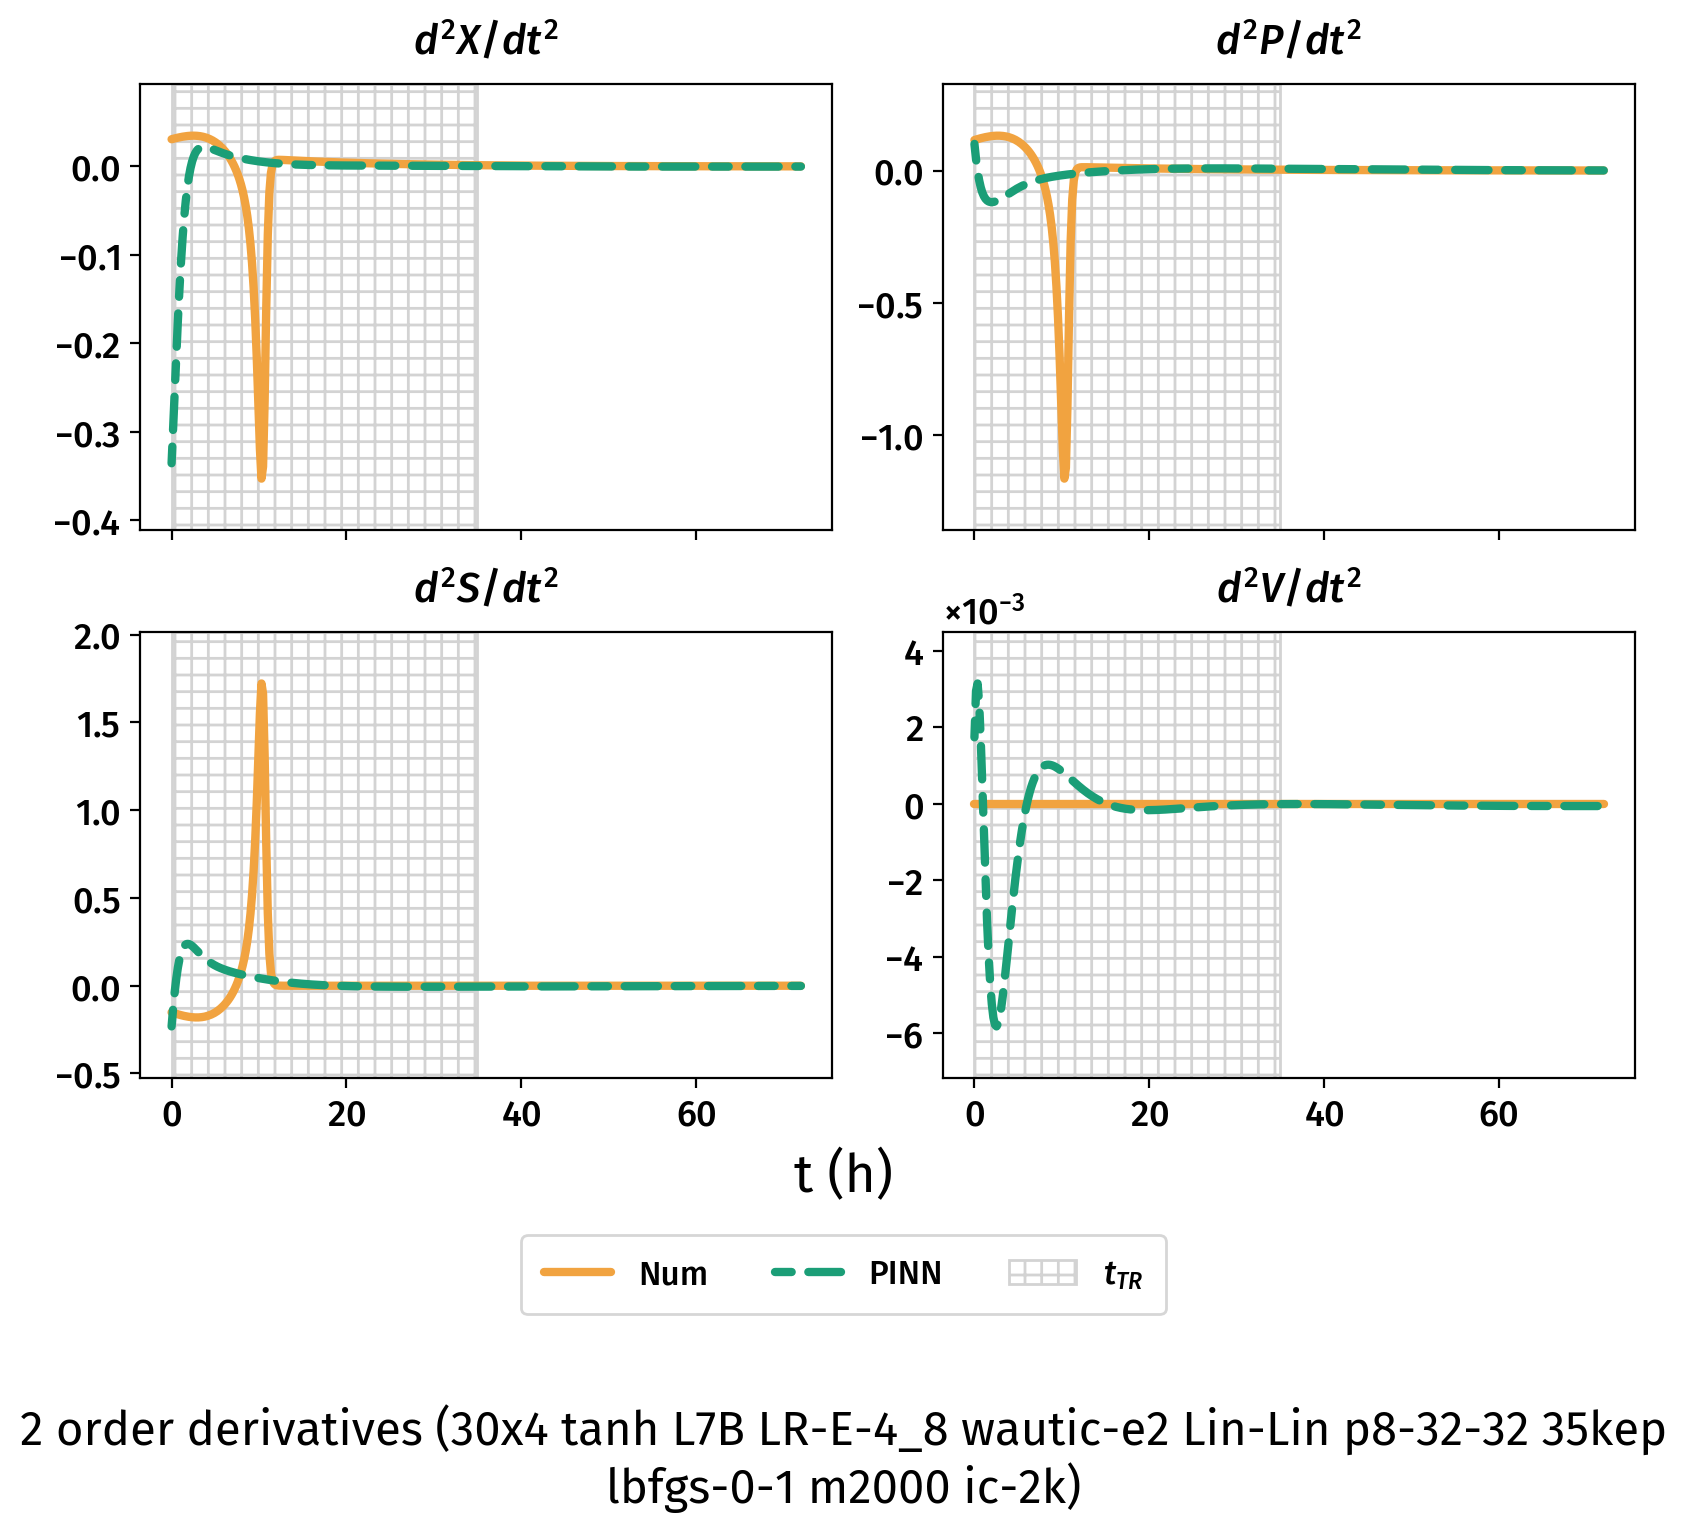 d²X/dt²
d²P/dt²
0.0
−0.1
−0.2
−0.3
−0.4
0.0
−0.5
−1.0
d²S/dt²
d²V/dt²
×10⁻³
2.0
1.5
1.0
0.5
0.0
−0.5
4
2
0
−2
−4
−6
0 20 40 60
0 20 40 60
t (h)
Num PINN t_TR
2 order derivatives (30x4 tanh L7B LR-E-4_8 wautic-e2 Lin-Lin p8-32-32 35kep
lbfgs-0-1 m2000 ic-2k)